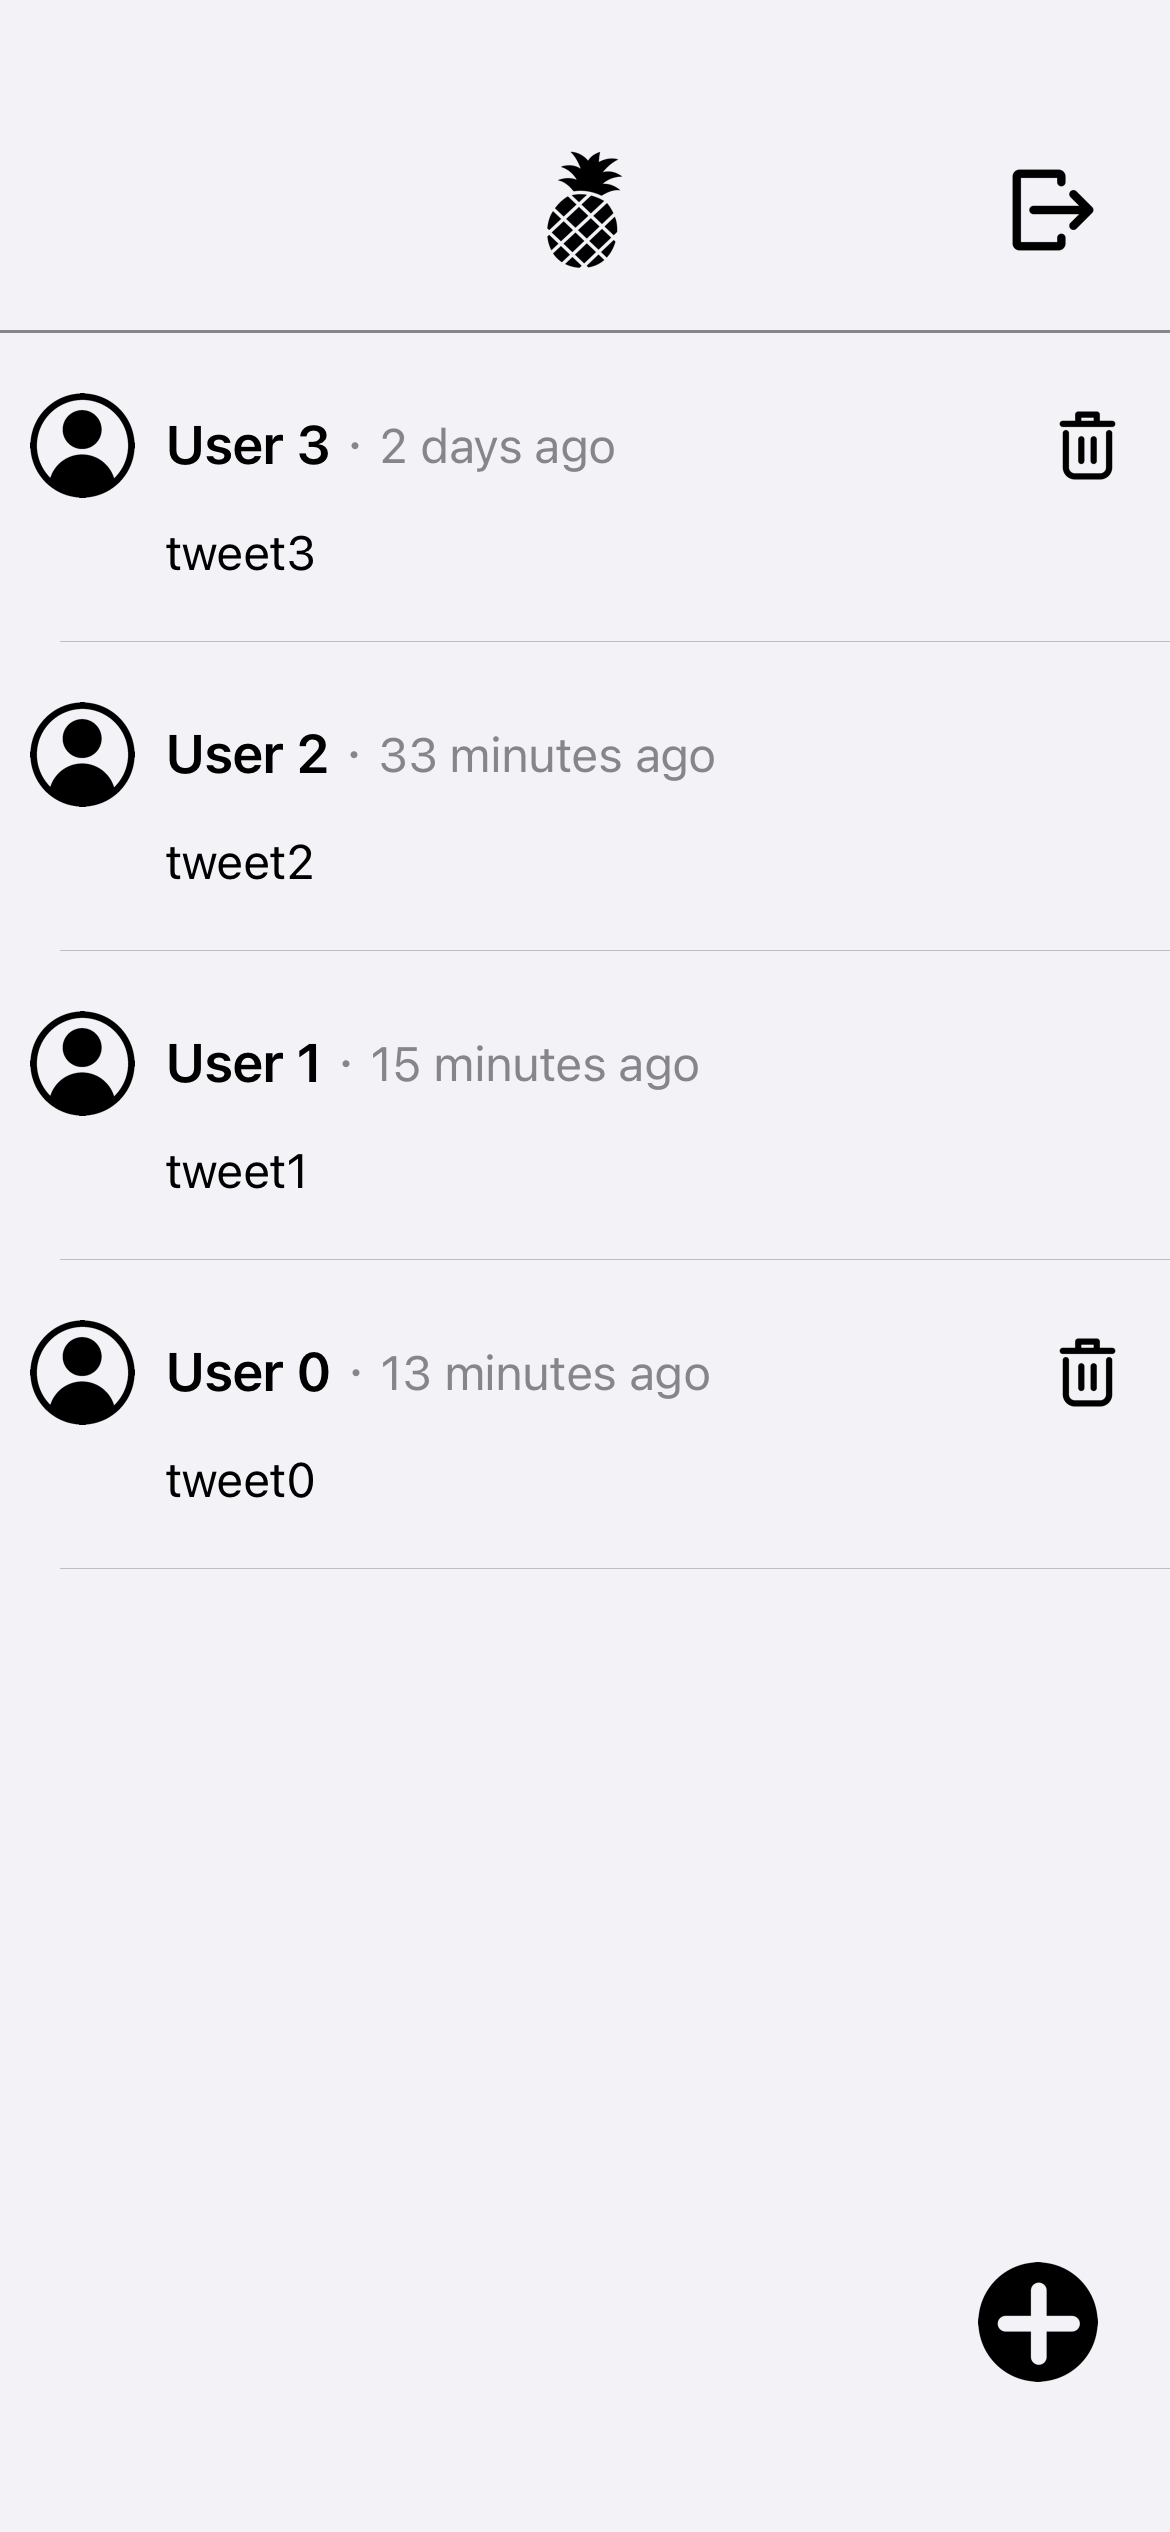 User 3 · 2 days ago
tweet3
User 2 · 33 minutes ago
tweet2
User 1 · 15 minutes ago
tweet1
User 0 · 13 minutes ago
tweet0